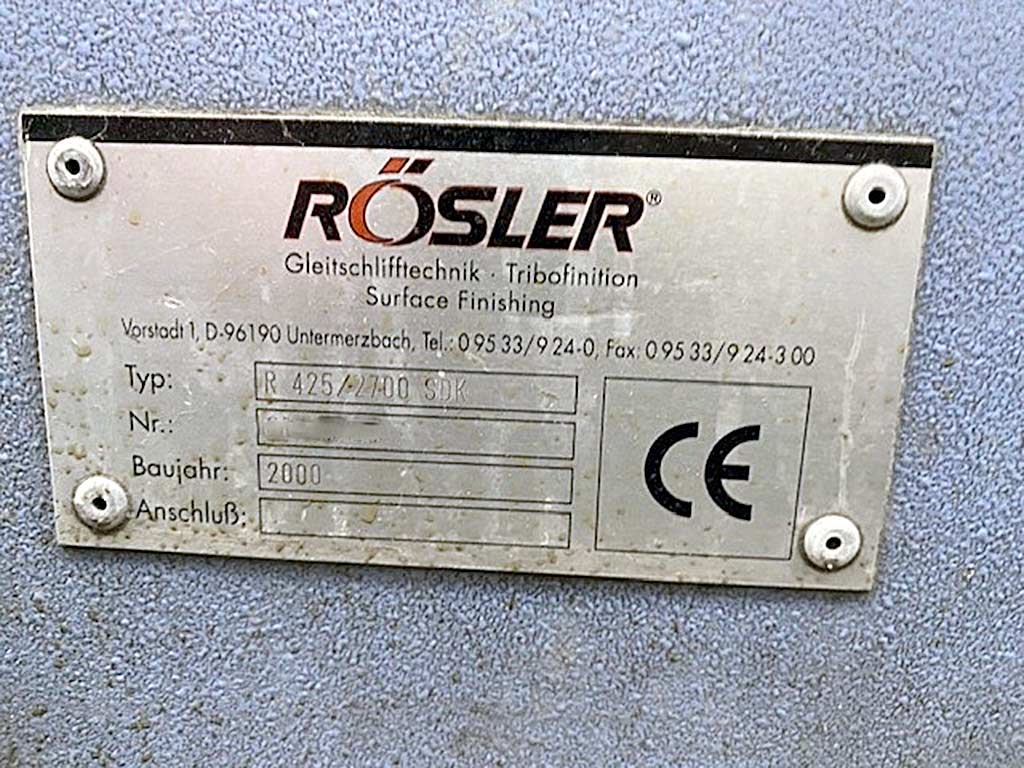 RÖSLER®
Gleitschlifftechnik · Tribofinition
Surface Finishing
Vorstadt 1, D-96190 Untermerzbach, Tel.: 0 95 33/9 24-0, Fax: 0 95 33/9 24-3 00
Typ: R 425/2700 SDK
Nr.:
Baujahr: 2000
Anschluß:
CE